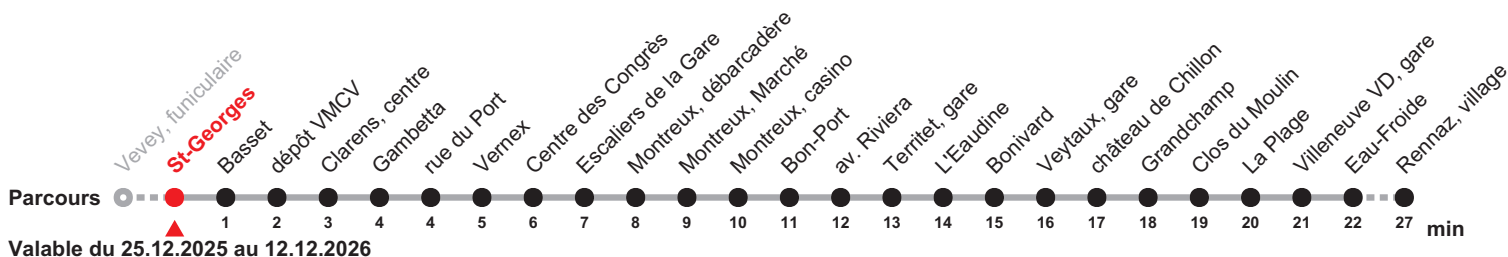 Vevey, funiculaire
St-Georges
Basset
dépôt VMCV
Clarens, centre
Gambetta
rue du Port
Vernex
Centre des Congrès
Escaliers de la Gare
Montreux, débarcadère
Montreux, Marché
Montreux, casino
Bon-Port
av. Riviera
Territet, gare
L'Eaudine
Bonivard
Veytaux, gare
château de Chillon
Grandchamp
Clos du Moulin
La Plage
Villeneuve VD, gare
Eau-Froide
Rennaz, village
Parcours
1 2 3 4 4 5 6 7 8 9 10 11 12 13 14 15 16 17 18 19 20 21 22 27 min
Valable du 25.12.2025 au 12.12.2026